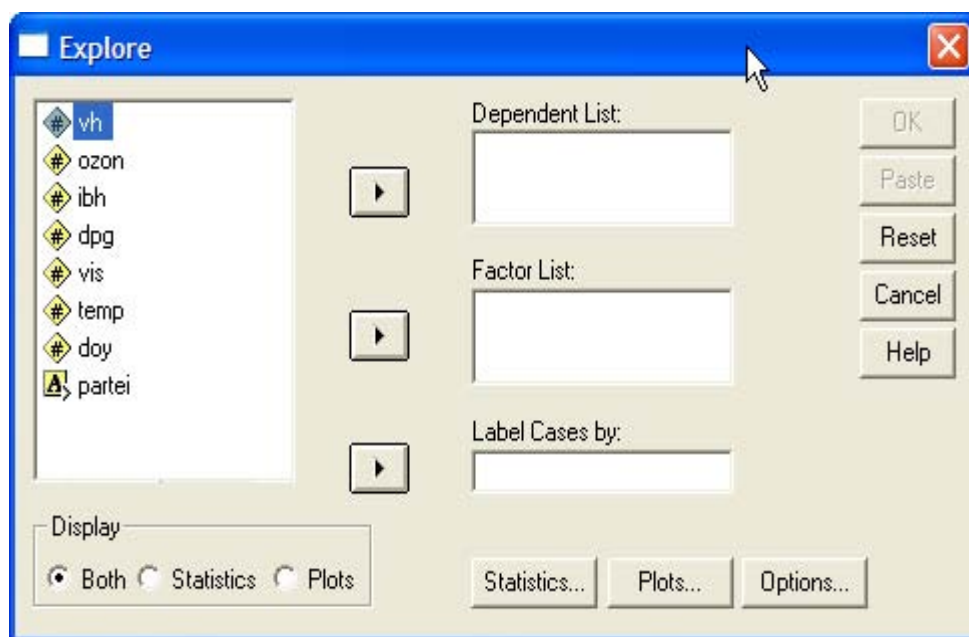 Explore
vh
ozon
ibh
dpg
vis
temp
doy
partei
Dependent List:
Factor List:
Label Cases by:
OK
Paste
Reset
Cancel
Help
Display
Both Statistics Plots
Statistics... Plots... Options...